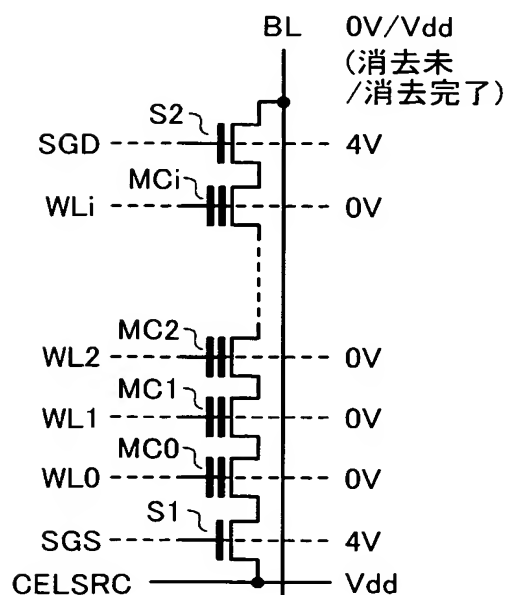 BL 0V/Vdd
(消去未
/消去完了)
S2
SGD 4V
MCi
WLi 0V
MC2
WL2 0V
MC1
WL1 0V
MC0
WL0 0V
S1
SGS 4V
CELSRC Vdd